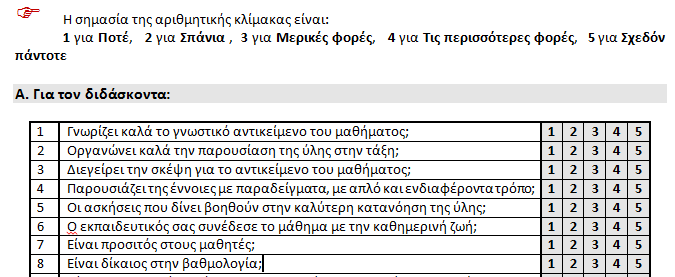 Η σημασία της αριθμητικής κλίμακας είναι:
1 για Ποτέ, 2 για Σπάνια , 3 για Μερικές φορές, 4 για Τις περισσότερες φορές, 5 για Σχεδόν
πάντοτε
Α. Για τον διδάσκοντα:
1 Γνωρίζει καλά το γνωστικό αντικείμενο του μαθήματος; 1 2 3 4 5
2 Οργανώνει καλά την παρουσίαση της ύλης στην τάξη; 1 2 3 4 5
3 Διεγείρει την σκέψη για το αντικείμενο του μαθήματος; 1 2 3 4 5
4 Παρουσιάζει της έννοιες με παραδείγματα, με απλό και ενδιαφέροντα τρόπο; 1 2 3 4 5
5 Οι ασκήσεις που δίνει βοηθούν στην καλύτερη κατανόηση της ύλης; 1 2 3 4 5
6 Ο εκπαιδευτικός σας συνέδεσε το μάθημα με την καθημερινή ζωή; 1 2 3 4 5
7 Είναι προσιτός στους μαθητές; 1 2 3 4 5
8 Είναι δίκαιος στην βαθμολογία; 1 2 3 4 5